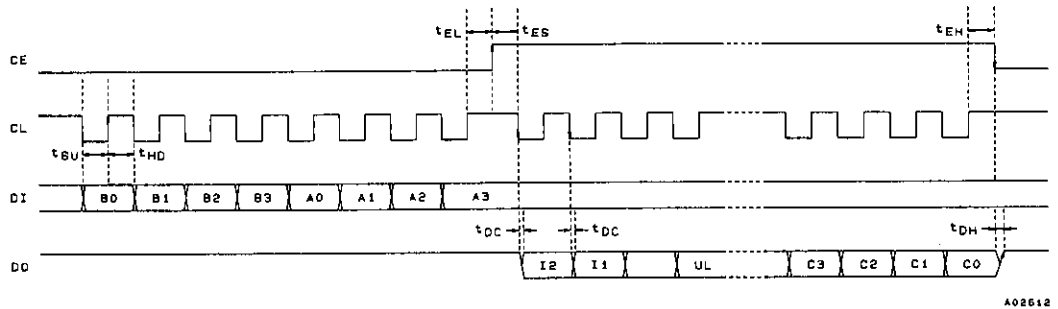 tEL tES tEH
CE
CL
tSU tHD
DI B0 B1 B2 B3 A0 A1 A2 A3
tDC tDC tDH
DO I2 I1 UL C3 C2 C1 C0
A02612